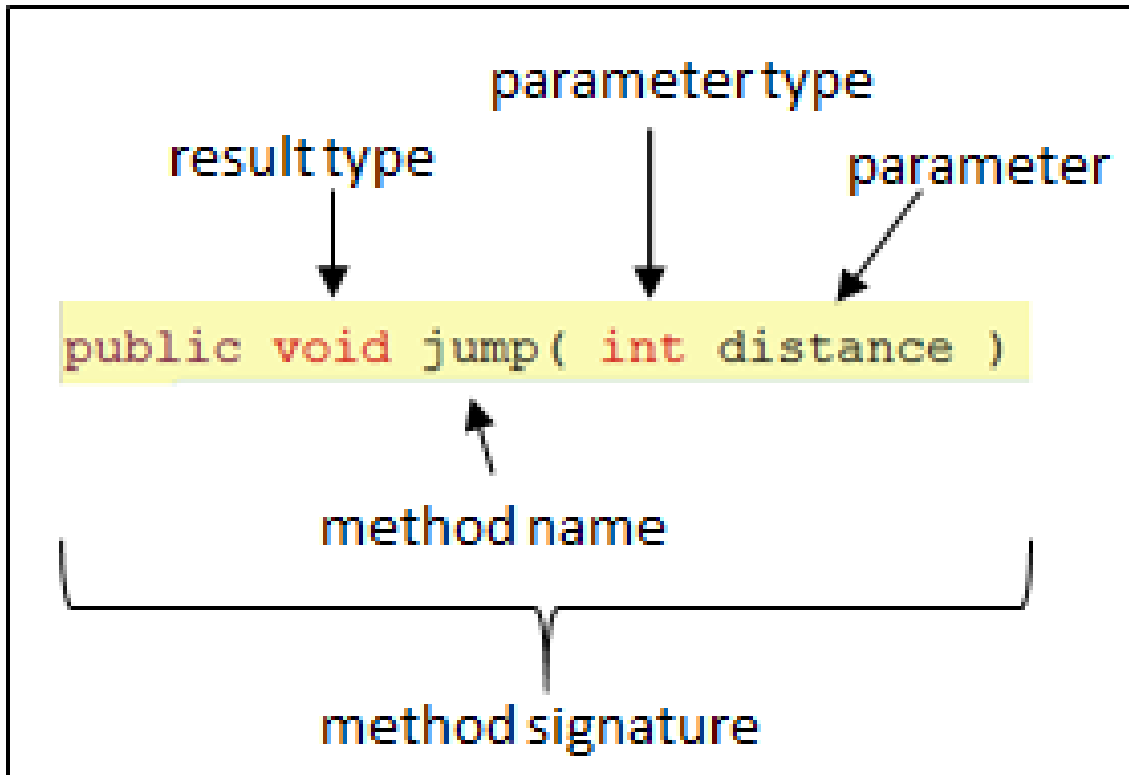 parameter type
result type
parameter
public void jump( int distance )
method name
method signature